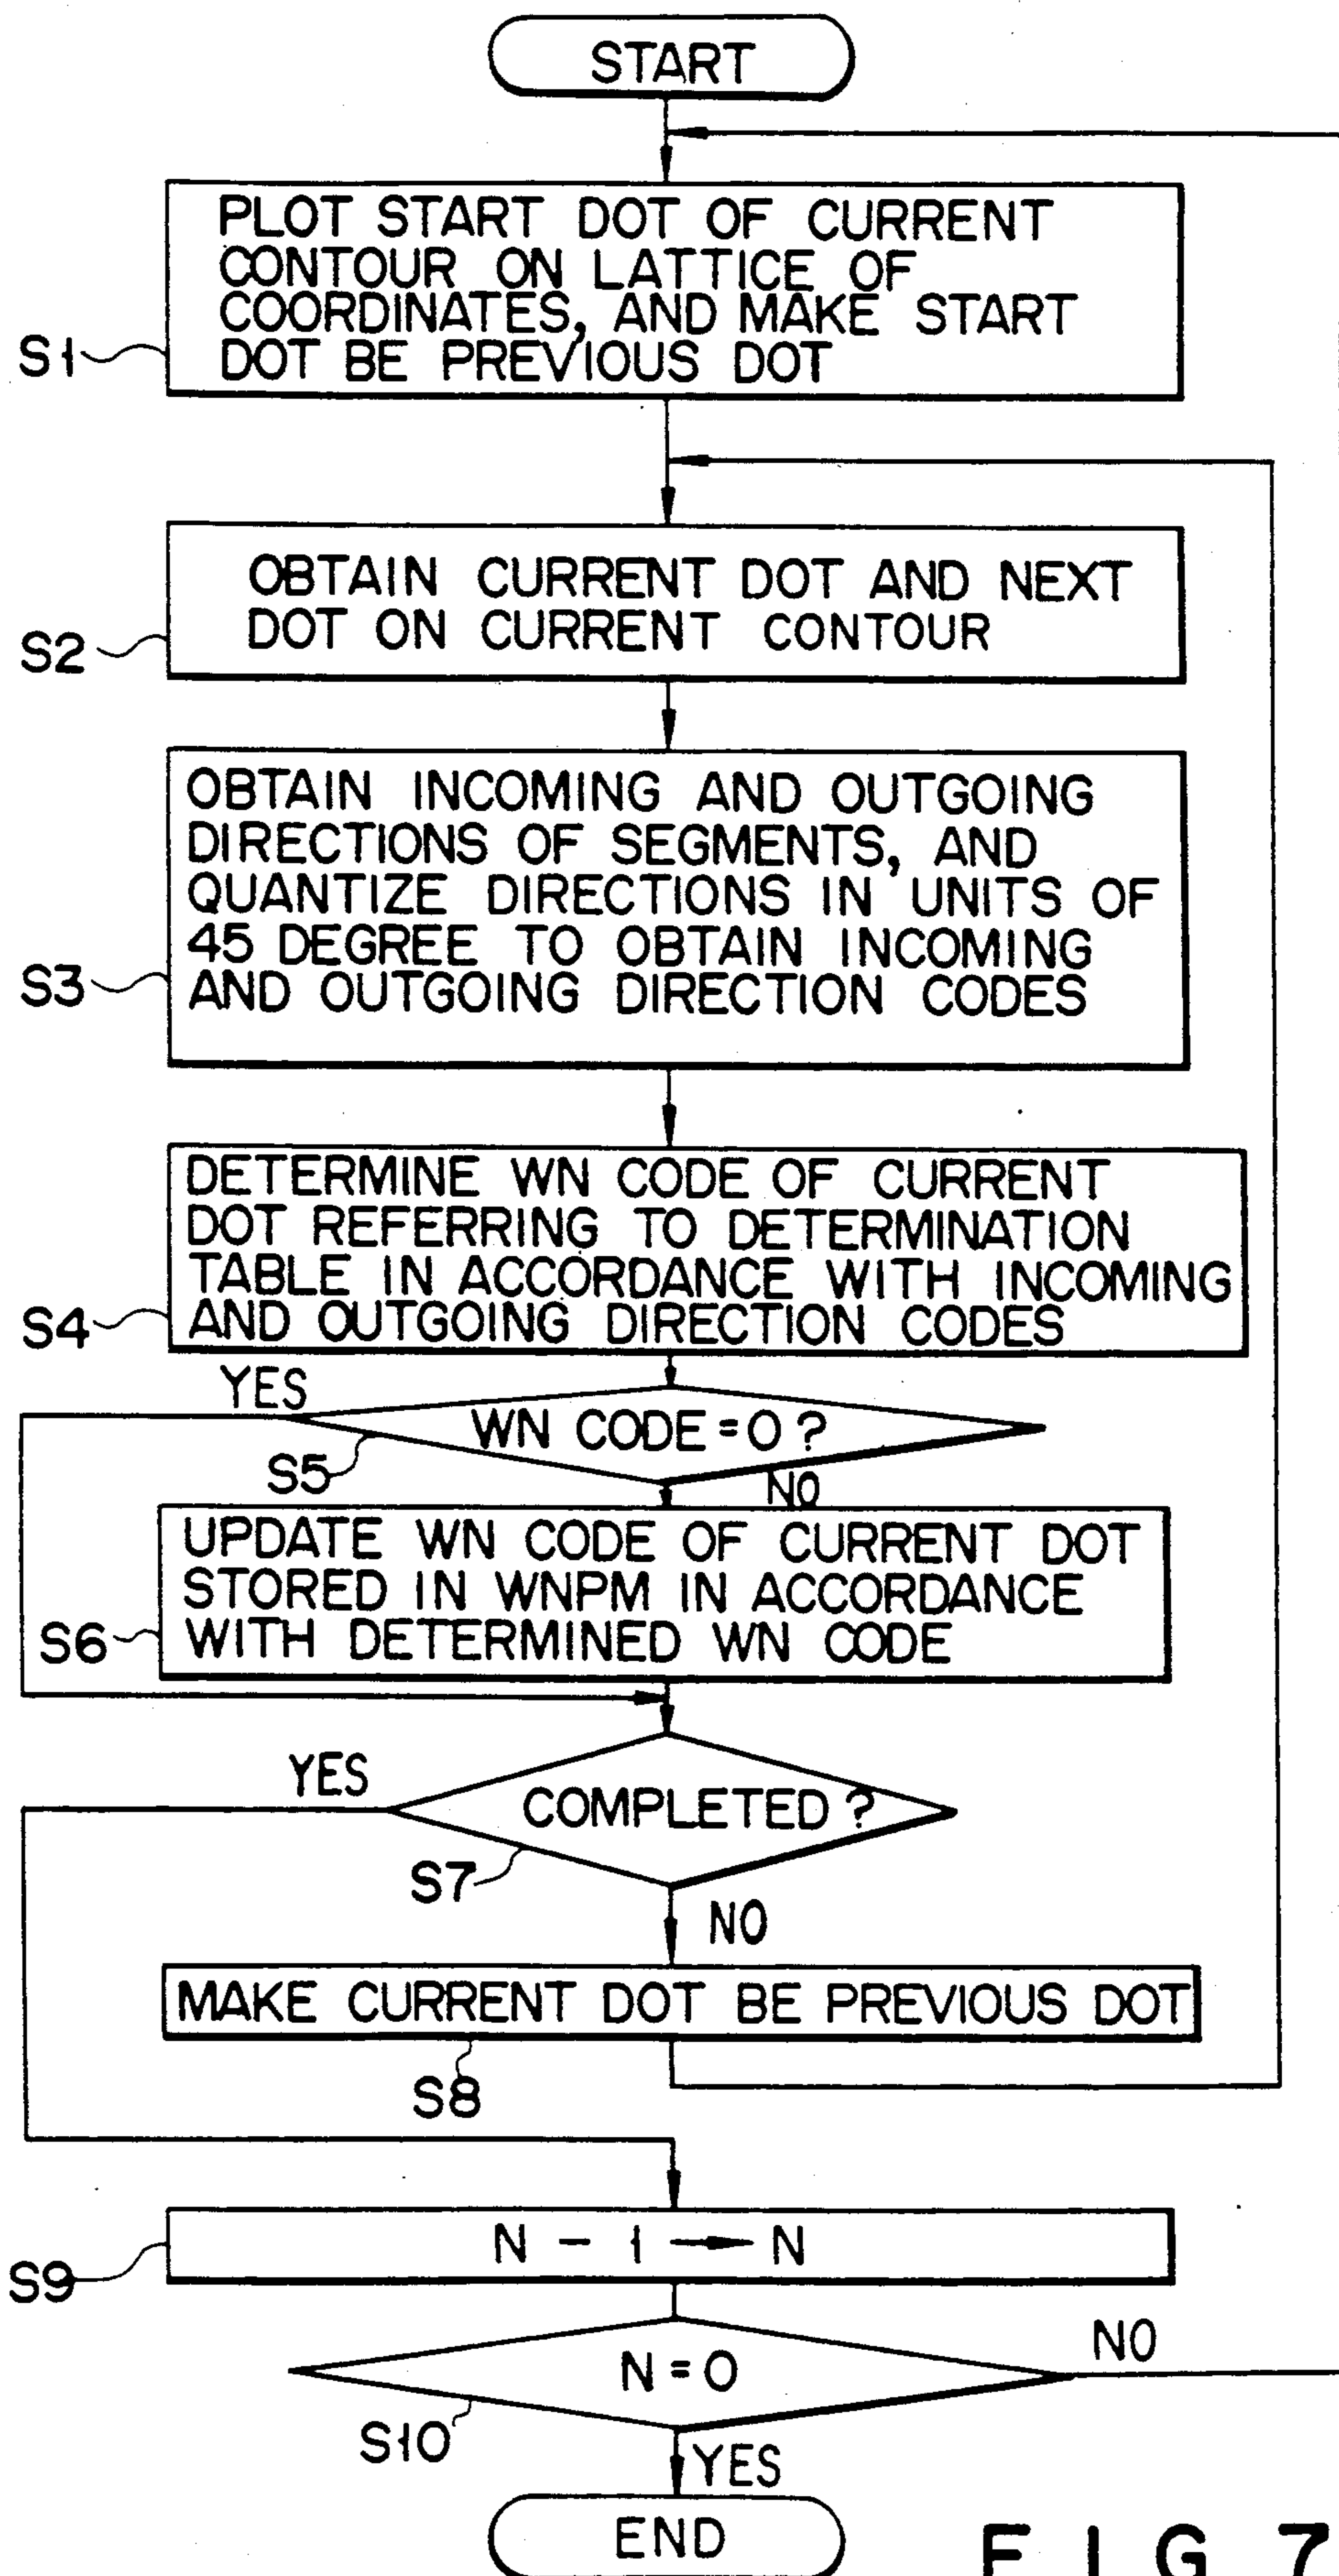 START
PLOT START DOT OF CURRENT
CONTOUR ON LATTICE OF
COORDINATES, AND MAKE START
DOT BE PREVIOUS DOT
S1
OBTAIN CURRENT DOT AND NEXT
DOT ON CURRENT CONTOUR
S2
OBTAIN INCOMING AND OUTGOING
DIRECTIONS OF SEGMENTS, AND
QUANTIZE DIRECTIONS IN UNITS OF
45 DEGREE TO OBTAIN INCOMING
AND OUTGOING DIRECTION CODES
S3
DETERMINE WN CODE OF CURRENT
DOT REFERRING TO DETERMINATION
TABLE IN ACCORDANCE WITH INCOMING
AND OUTGOING DIRECTION CODES
S4
YES
WN CODE = 0 ?
S5
NO
UPDATE WN CODE OF CURRENT DOT
STORED IN WNPM IN ACCORDANCE
WITH DETERMINED WN CODE
S6
YES
COMPLETED ?
S7
NO
MAKE CURRENT DOT BE PREVIOUS DOT
S8
N - 1 → N
S9
NO
N = 0
S10
YES
END
FIG 7